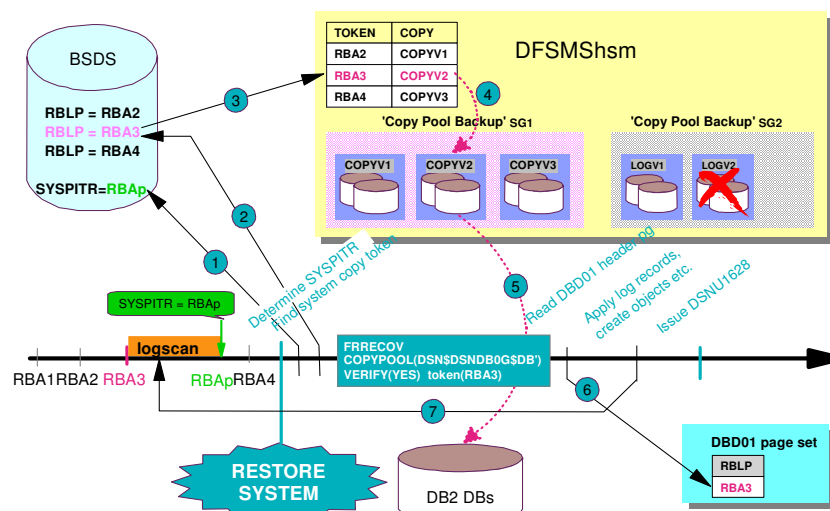 TOKEN COPY
RBA2 COPYV1
RBA3 COPYV2
RBA4 COPYV3
DFSMShsm
BSDS
RBLP = RBA2
RBLP = RBA3
RBLP = RBA4
SYSPITR=RBAp
3
4
'Copy Pool Backup' SG1
'Copy Pool Backup' SG2
COPYV1
COPYV2
COPYV3
LOGV1
LOGV2
2
1
5
Determine SYSPITR
Find system copy token
Read DBD01 header pg
Apply log records,
create objects etc.
Issue DSNU1628
SYSPITR = RBAp
logscan
FRRECOV
COPYPOOL(DSN$DSNDB0G$DB')
VERIFY(YES) token(RBA3)
RBA1
RBA2
RBA3
RBAp
RBA4
6
7
RESTORE
SYSTEM
DB2 DBs
DBD01 page set
RBLP
RBA3